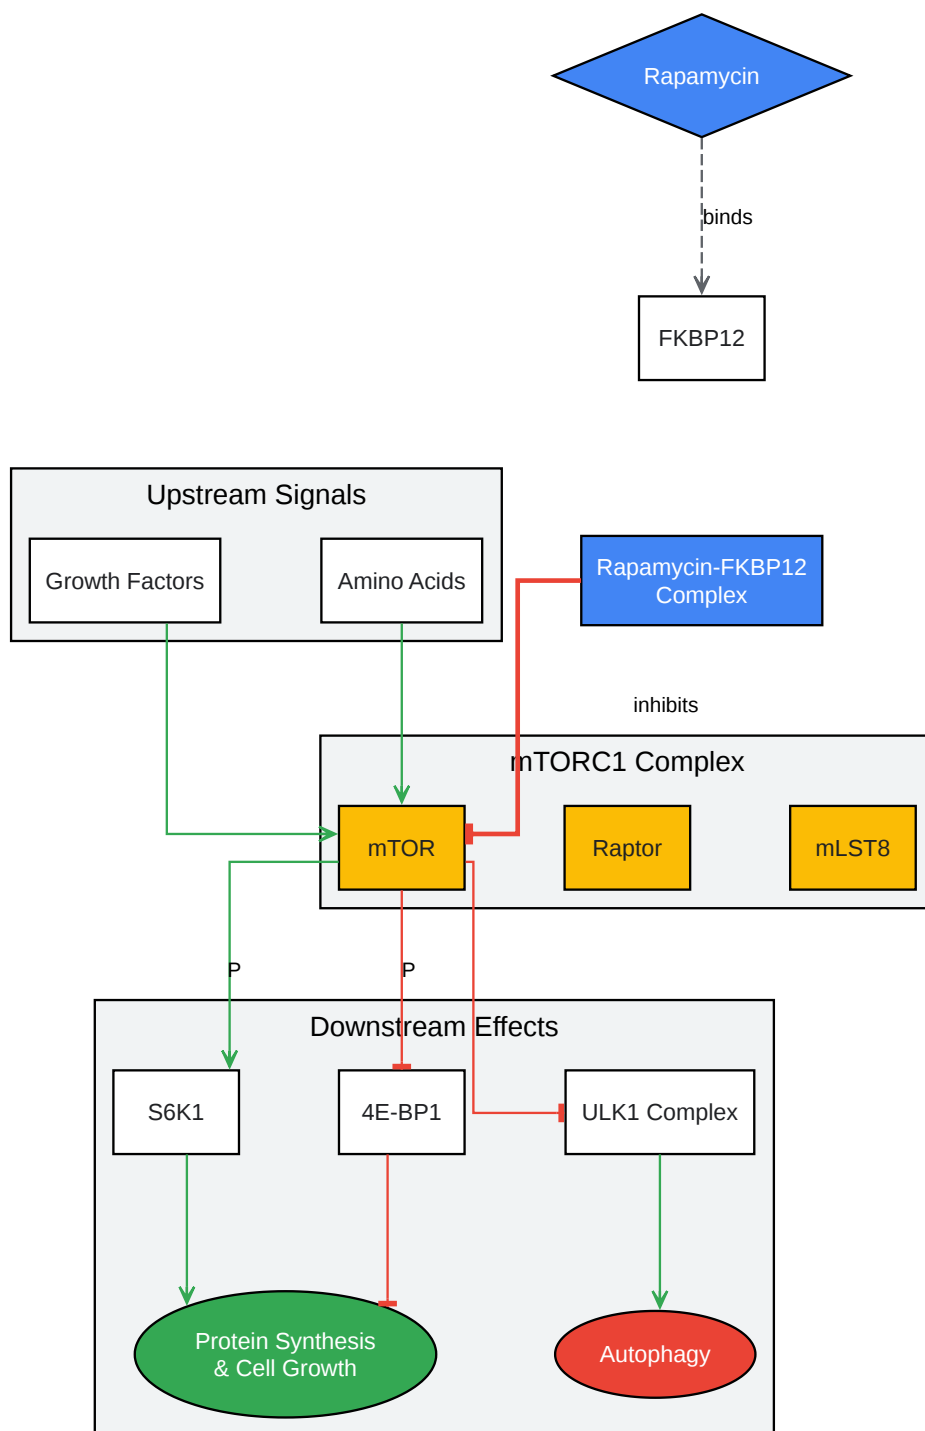 Rapamycin
binds
FKBP12
Upstream Signals
Growth Factors
Amino Acids
Rapamycin-FKBP12
Complex
inhibits
mTORC1 Complex
mTOR
Raptor
mLST8
P
P
Downstream Effects
S6K1
4E-BP1
ULK1 Complex
Protein Synthesis
& Cell Growth
Autophagy